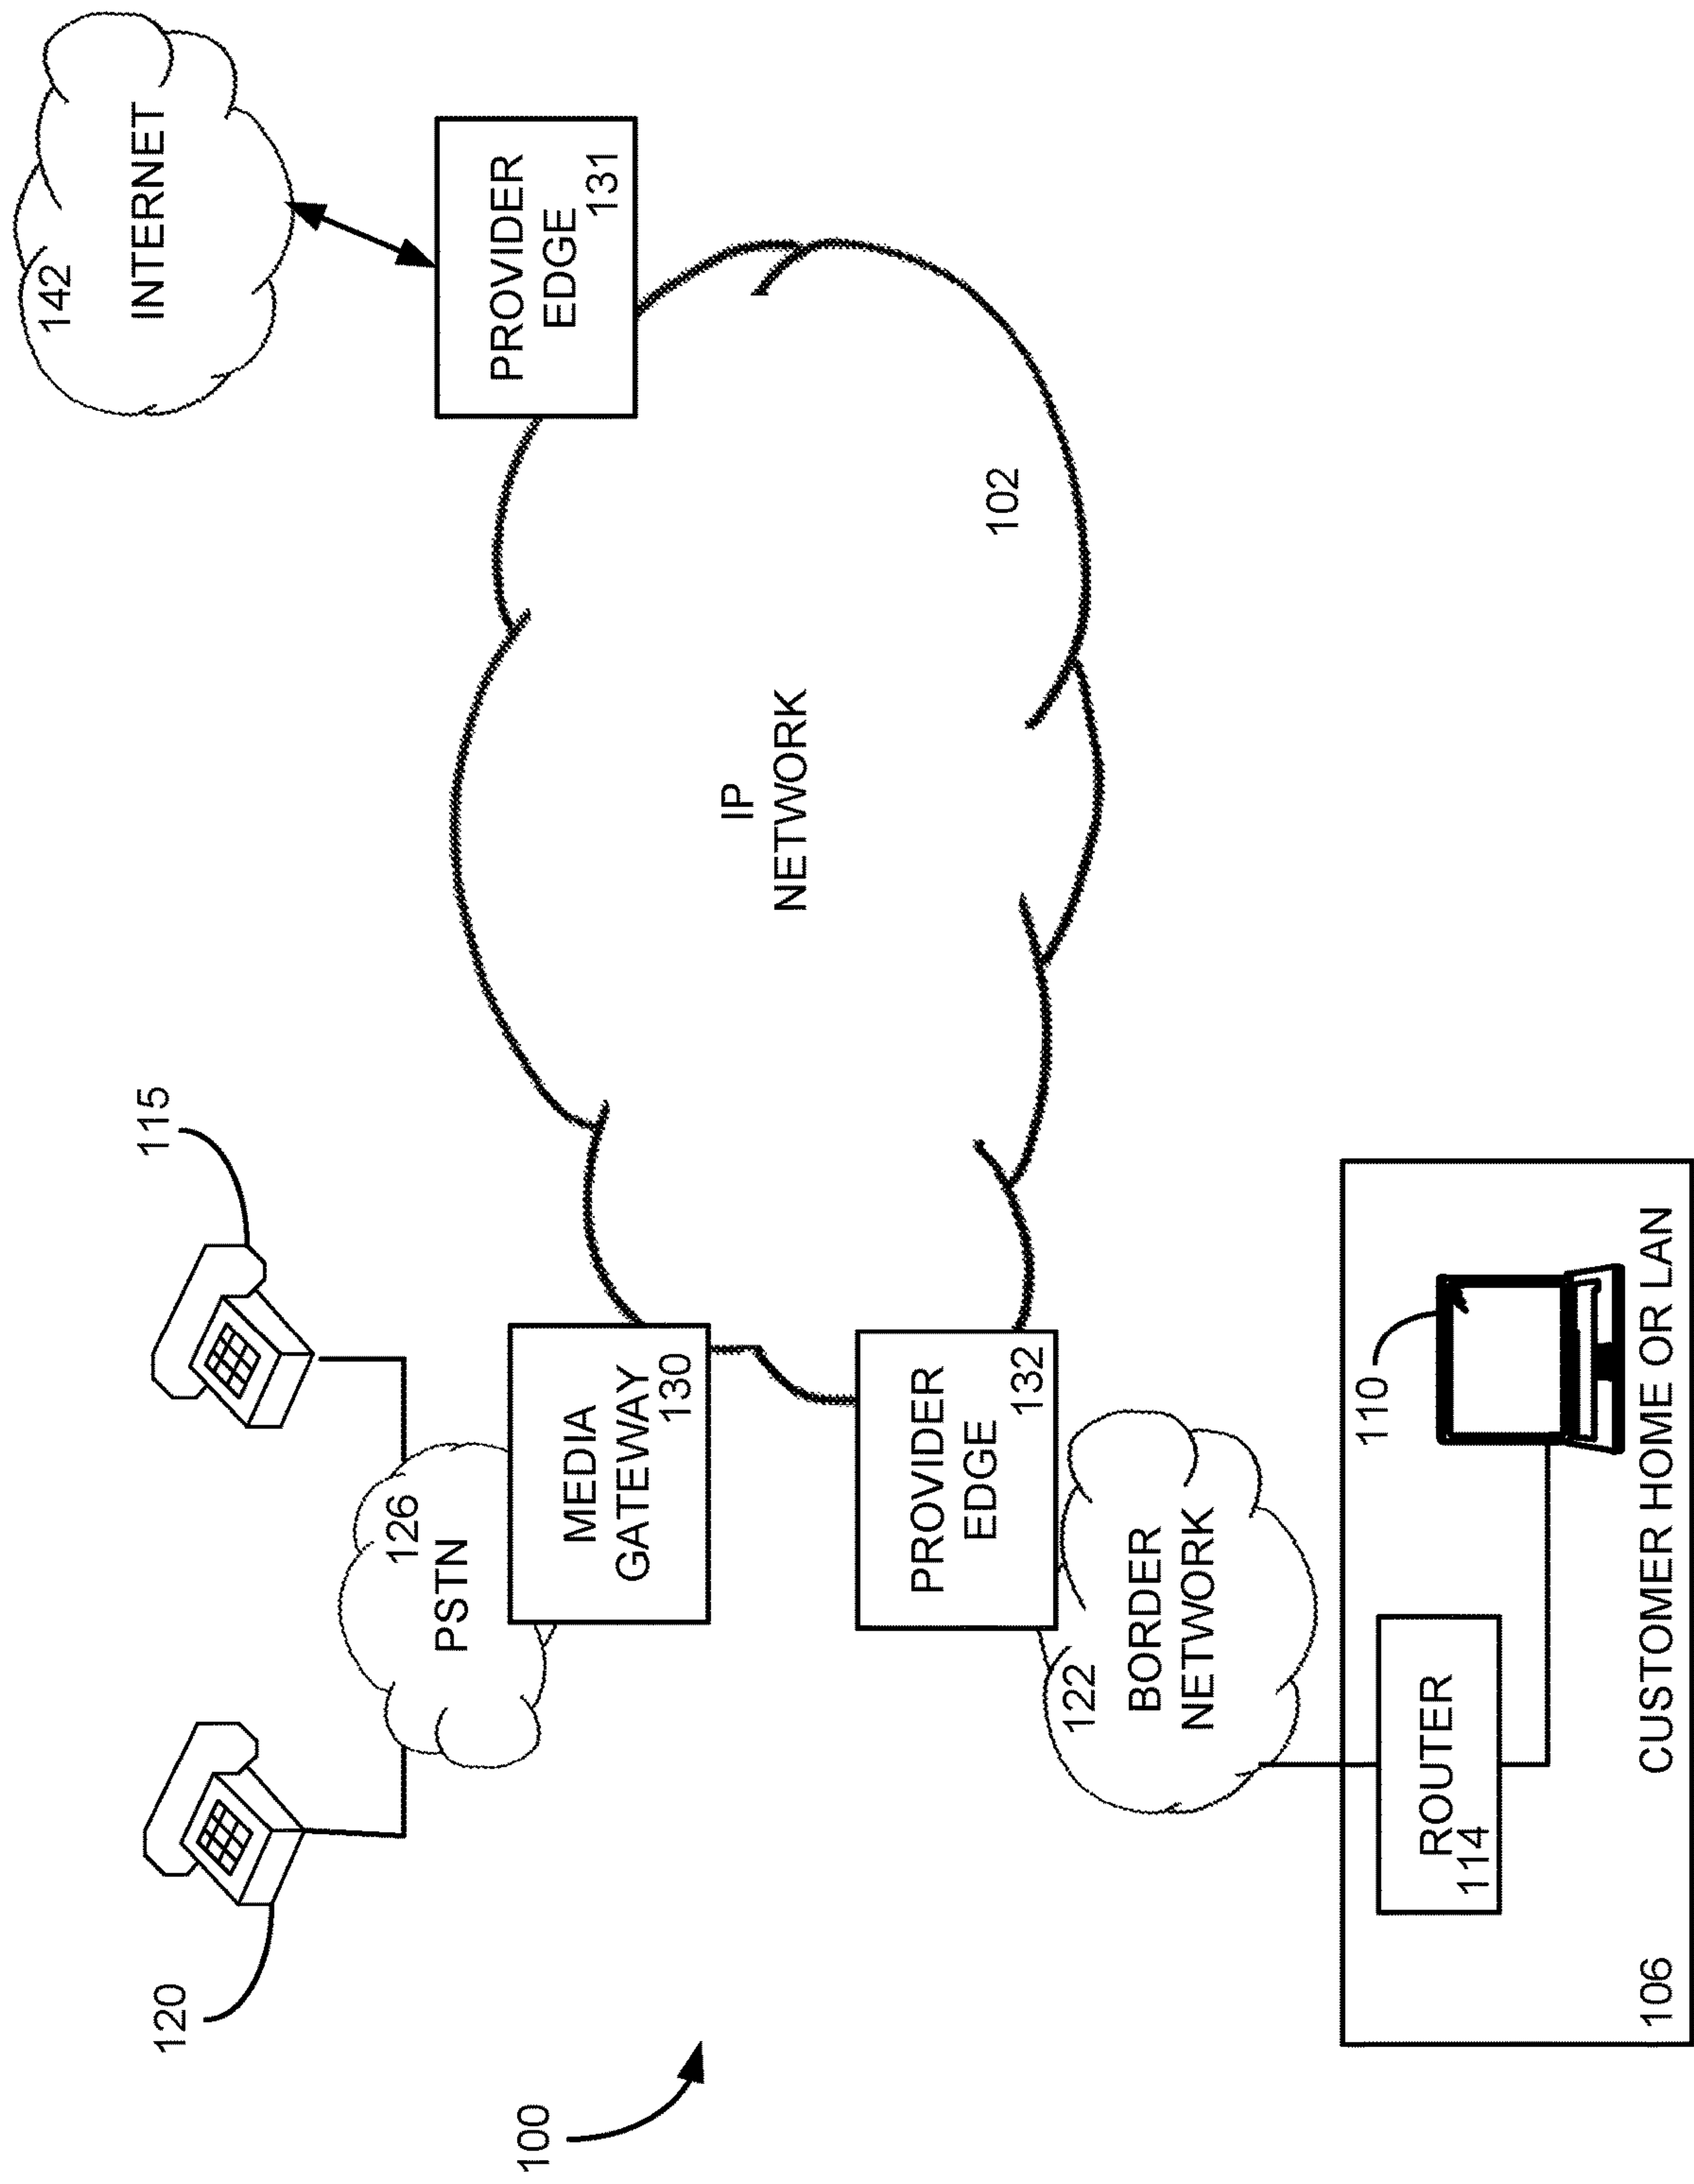 100
120
115
126
PSTN
MEDIA
GATEWAY
130
142
INTERNET
PROVIDER
EDGE
131
IP
NETWORK
102
PROVIDER
EDGE
132
122
BORDER
NETWORK
ROUTER
114
110
106
CUSTOMER HOME OR LAN